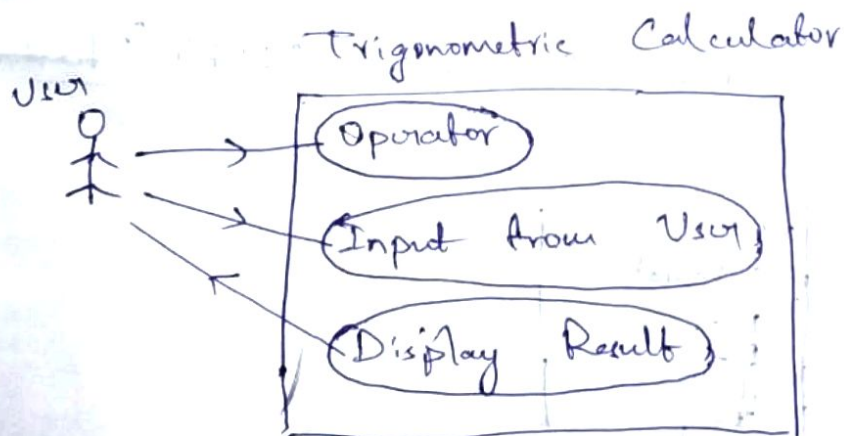 Trigonometric Calculator
User
Operator
Input from User
Display Result